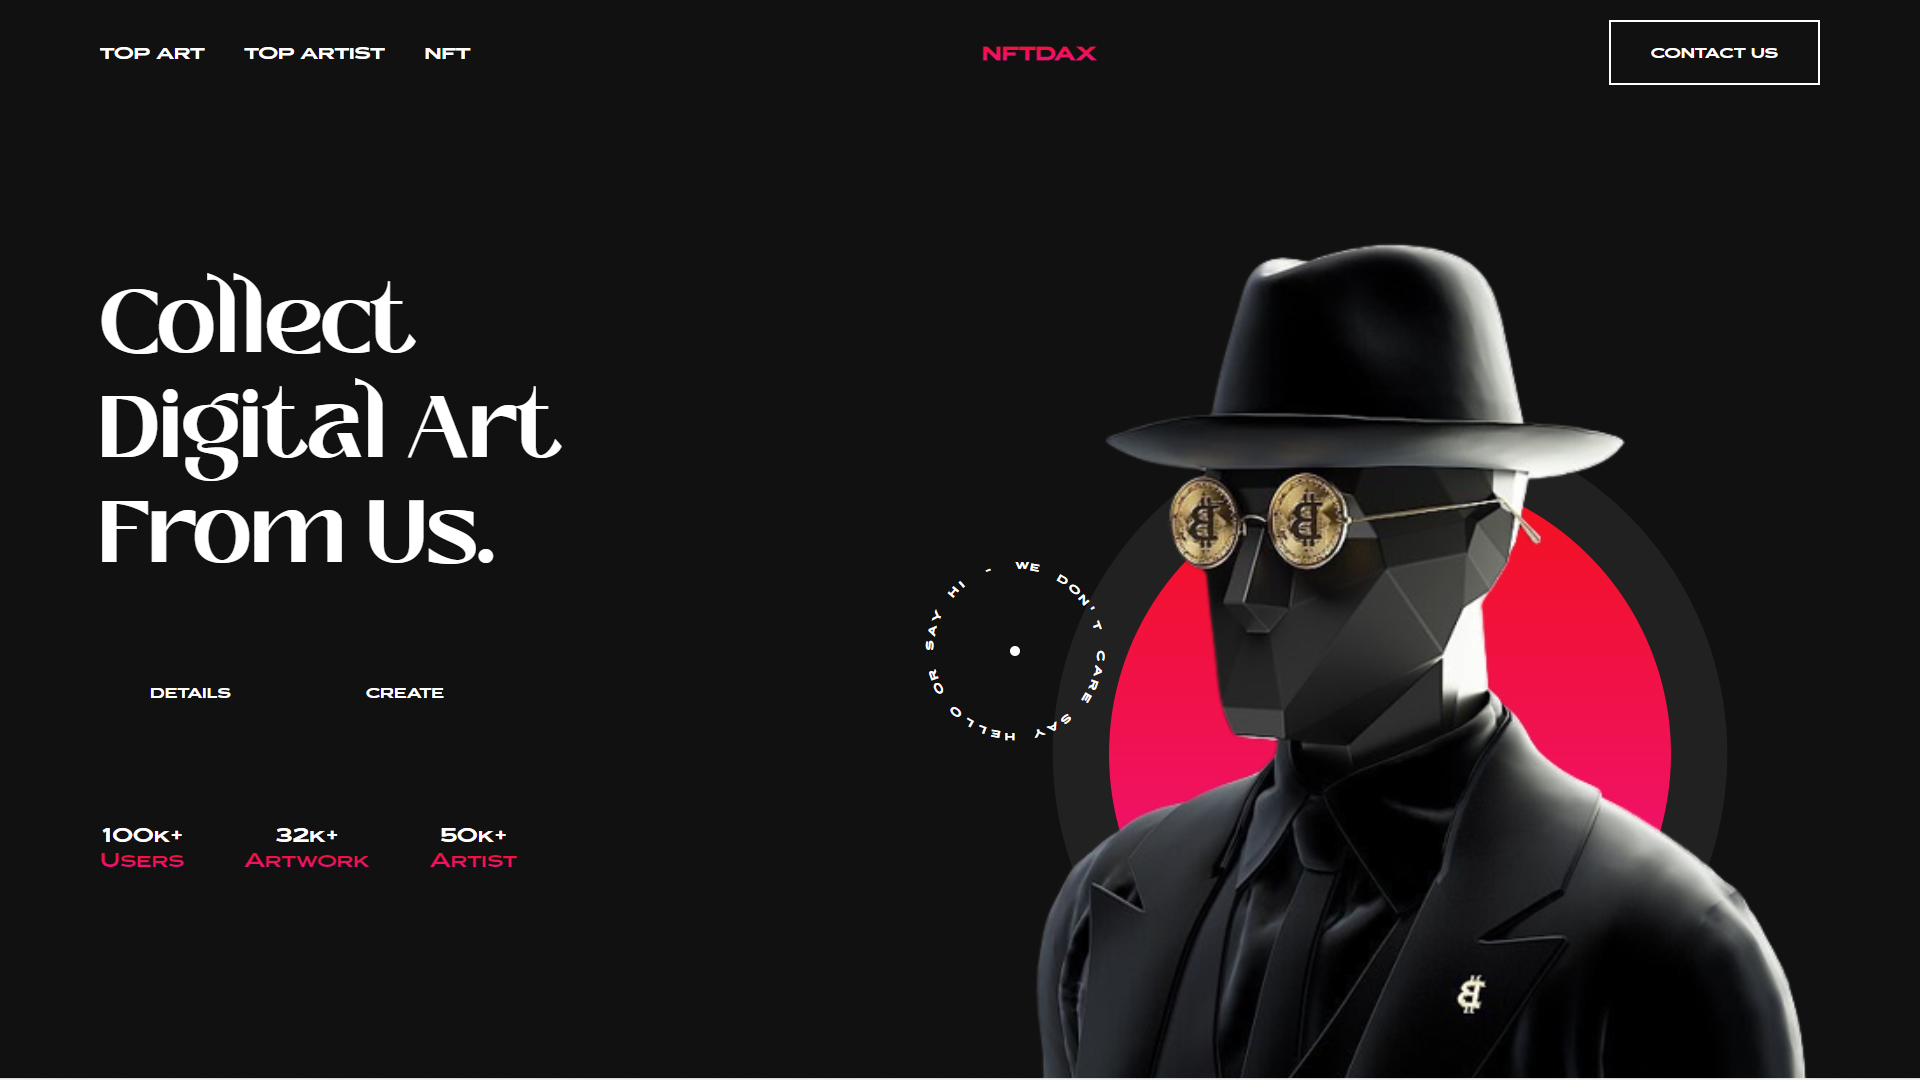 TOP ART
TOP ARTIST
NFT
NFTDAX
CONTACT US
Collect
Digital Art
From Us.
WE DON'T CARE SAY HELLO OR SAY HI -
DETAILS
CREATE
100K+
USERS
32K+
ARTWORK
50K+
ARTIST